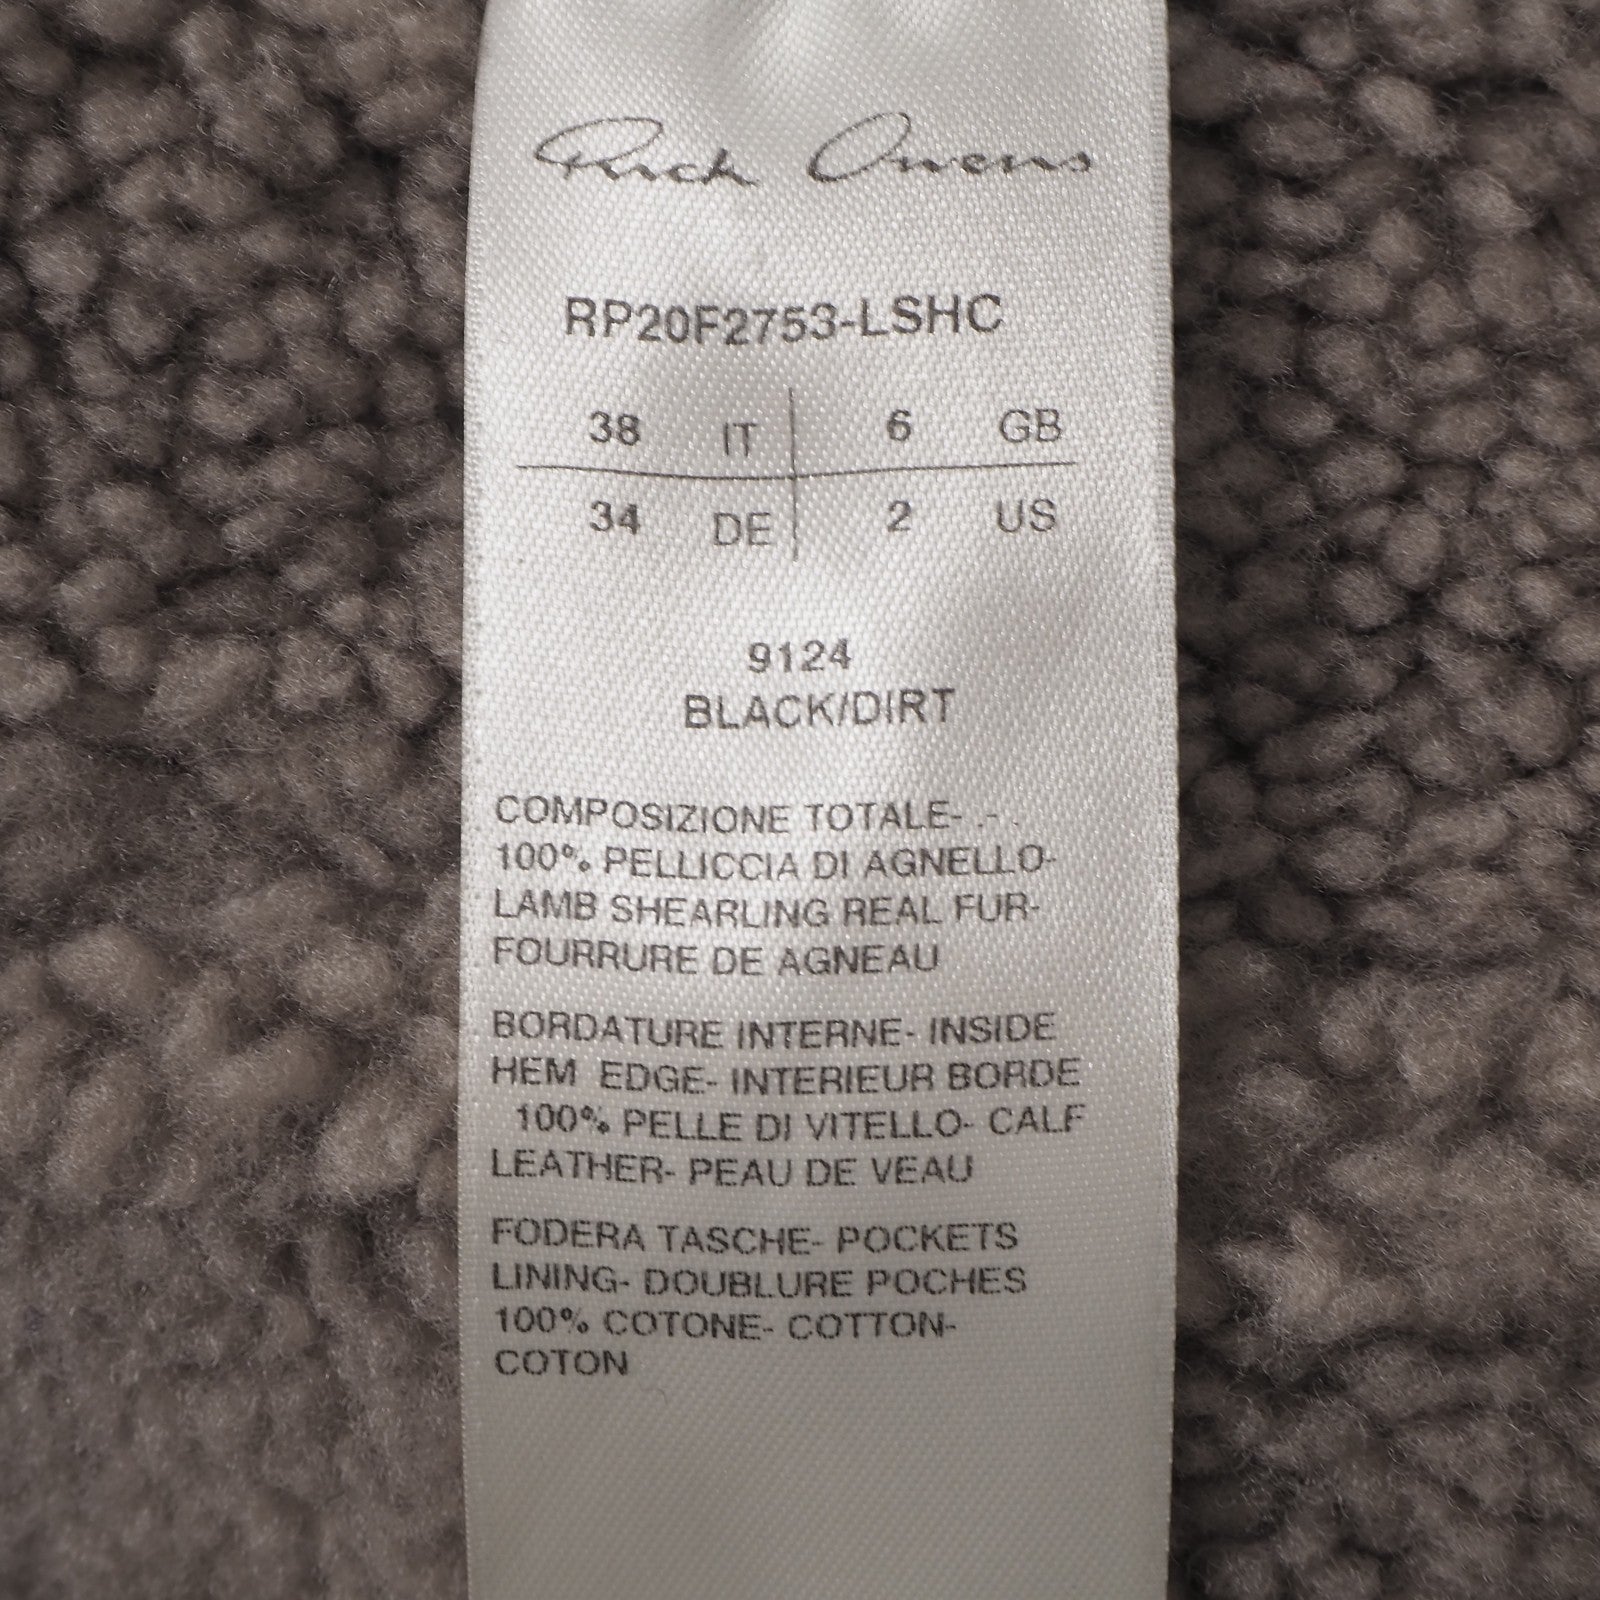 Rick Owens
RP20F2753-LSHC
38 IT 6 GB
34 DE 2 US
9124
BLACK/DIRT
COMPOSIZIONE TOTALE- .- .
100% PELLICCIA DI AGNELLO-
LAMB SHEARLING REAL FUR-
FOURRURE DE AGNEAU
BORDATURE INTERNE- INSIDE
HEM EDGE- INTERIEUR BORDE
100% PELLE DI VITELLO- CALF
LEATHER- PEAU DE VEAU
FODERA TASCHE- POCKETS
LINING- DOUBLURE POCHES
100% COTONE- COTTON-
COTON